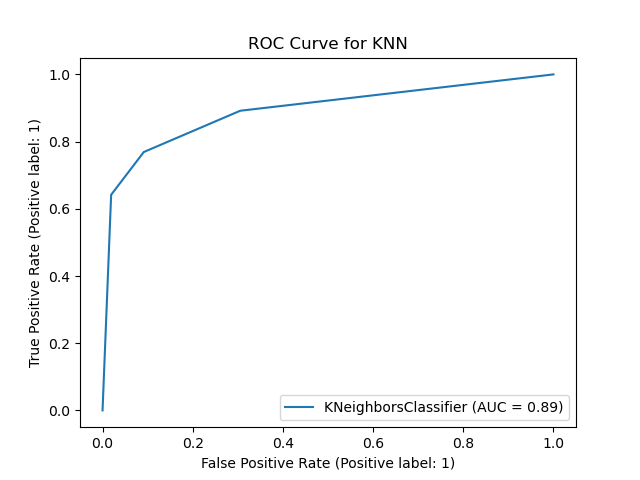 ROC Curve for KNN
True Positive Rate (Positive label: 1)
1.0
0.8
0.6
0.4
0.2
0.0
KNeighborsClassifier (AUC = 0.89)
0.0 0.2 0.4 0.6 0.8 1.0
False Positive Rate (Positive label: 1)